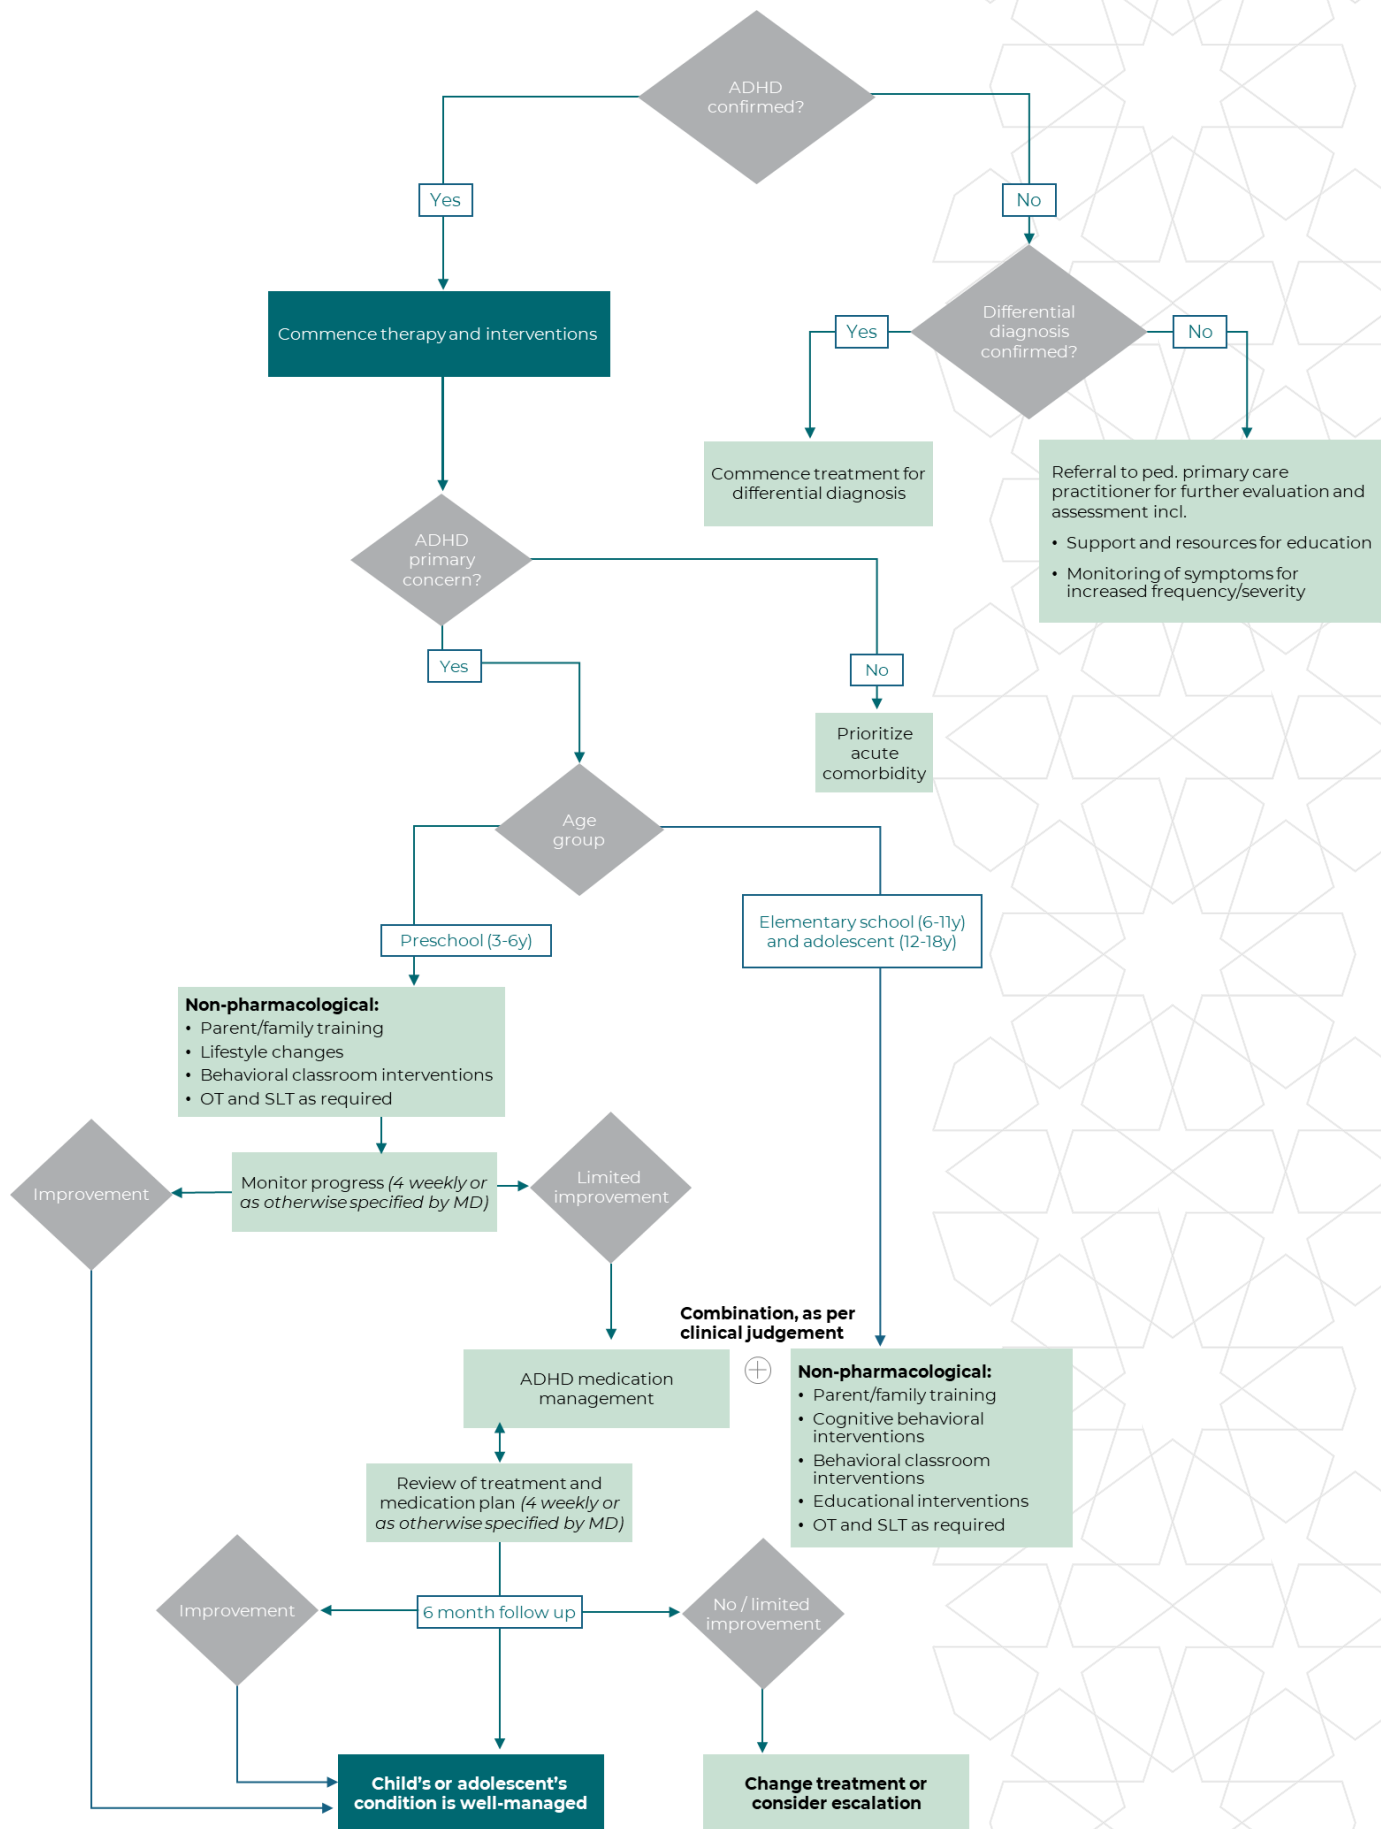 ADHD
confirmed?
Yes
No
Commence therapy and interventions
Differential
diagnosis
confirmed?
Yes
No
Commence treatment for
differential diagnosis
Referral to ped. primary care
practitioner for further evaluation and
assessment incl.
• Support and resources for education
• Monitoring of symptoms for
increased frequency/severity
ADHD
primary
concern?
Yes
No
Prioritize
acute
comorbidity
Age
group
Preschool (3-6y)
Elementary school (6-11y)
and adolescent (12-18y)
Non-pharmacological:
• Parent/family training
• Lifestyle changes
• Behavioral classroom interventions
• OT and SLT as required
Improvement
Monitor progress (4 weekly or
as otherwise specified by MD)
Limited
improvement
Combination, as per
clinical judgement
ADHD medication
management
Non-pharmacological:
• Parent/family training
• Cognitive behavioral
interventions
• Behavioral classroom
interventions
• Educational interventions
• OT and SLT as required
Review of treatment and
medication plan (4 weekly or
as otherwise specified by MD)
Improvement
6 month follow up
No / limited
improvement
Child's or adolescent's
condition is well-managed
Change treatment or
consider escalation